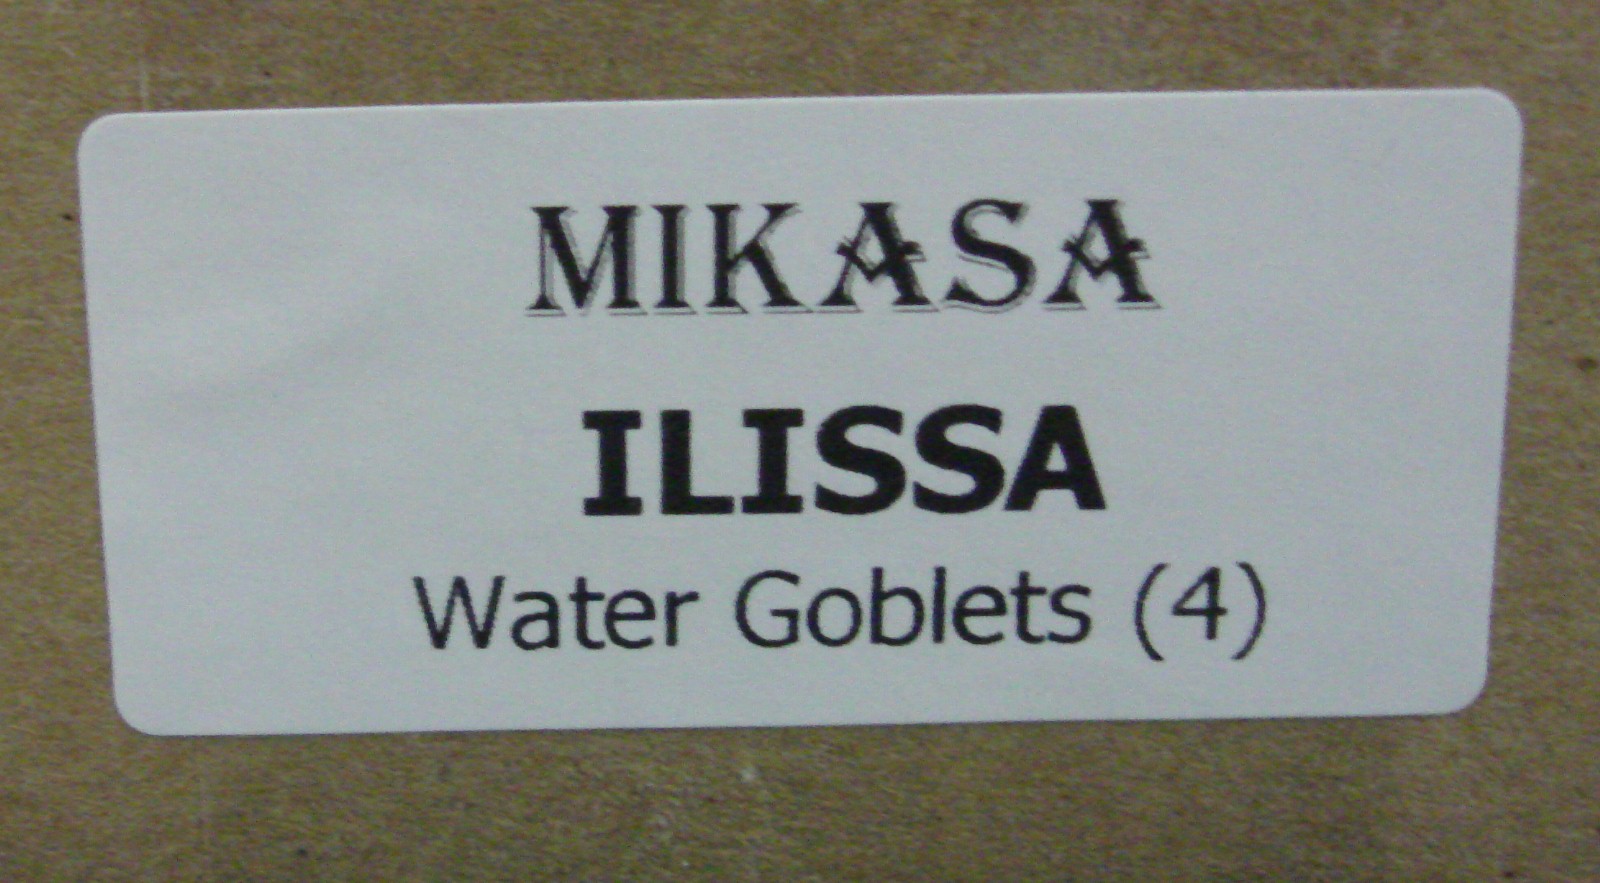 MIKASA
ILISSA
Water Goblets (4)